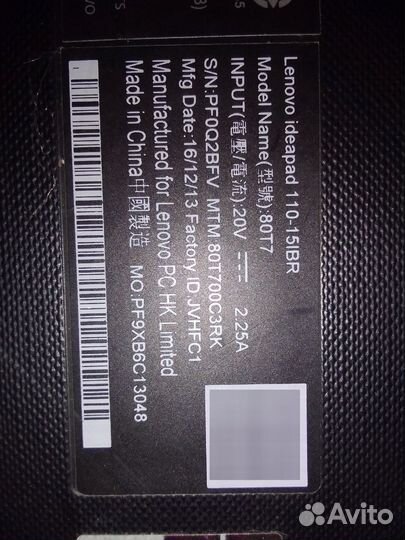 Lenovo ideapad 110-15IBR
Model Name(型號):80T7
INPUT(電壓/電流):20V ⎓ 2.25A
S/N:PF0Q2BFV MTM:80T700C3RK
Mfg Date:16/12/13 Factory ID:JVHFC1
Manufactured for Lenovo PC HK Limited
Made in China中國製造 MO:PF9XB6C13048
Avito